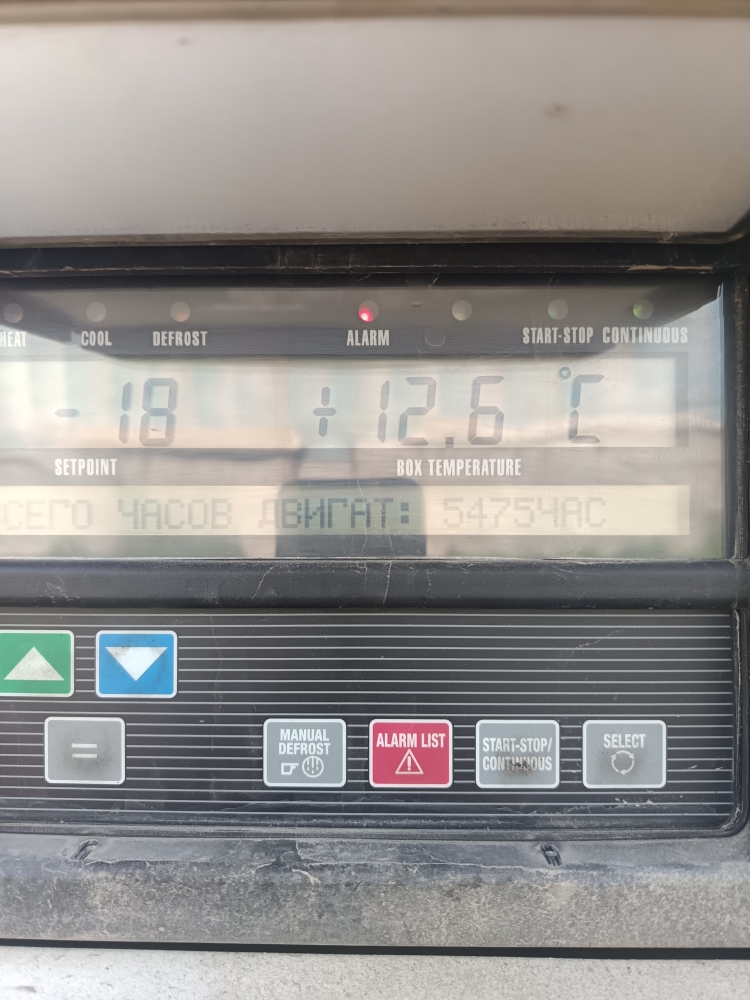 HEAT COOL DEFROST ALARM START-STOP CONTINUOUS
-18 +12.6 °C
SETPOINT BOX TEMPERATURE
СЕГО ЧАСОВ ДВИГАТ: 5475ЧАС
=
MANUAL DEFROST
ALARM LIST
START-STOP/CONTINUOUS
SELECT